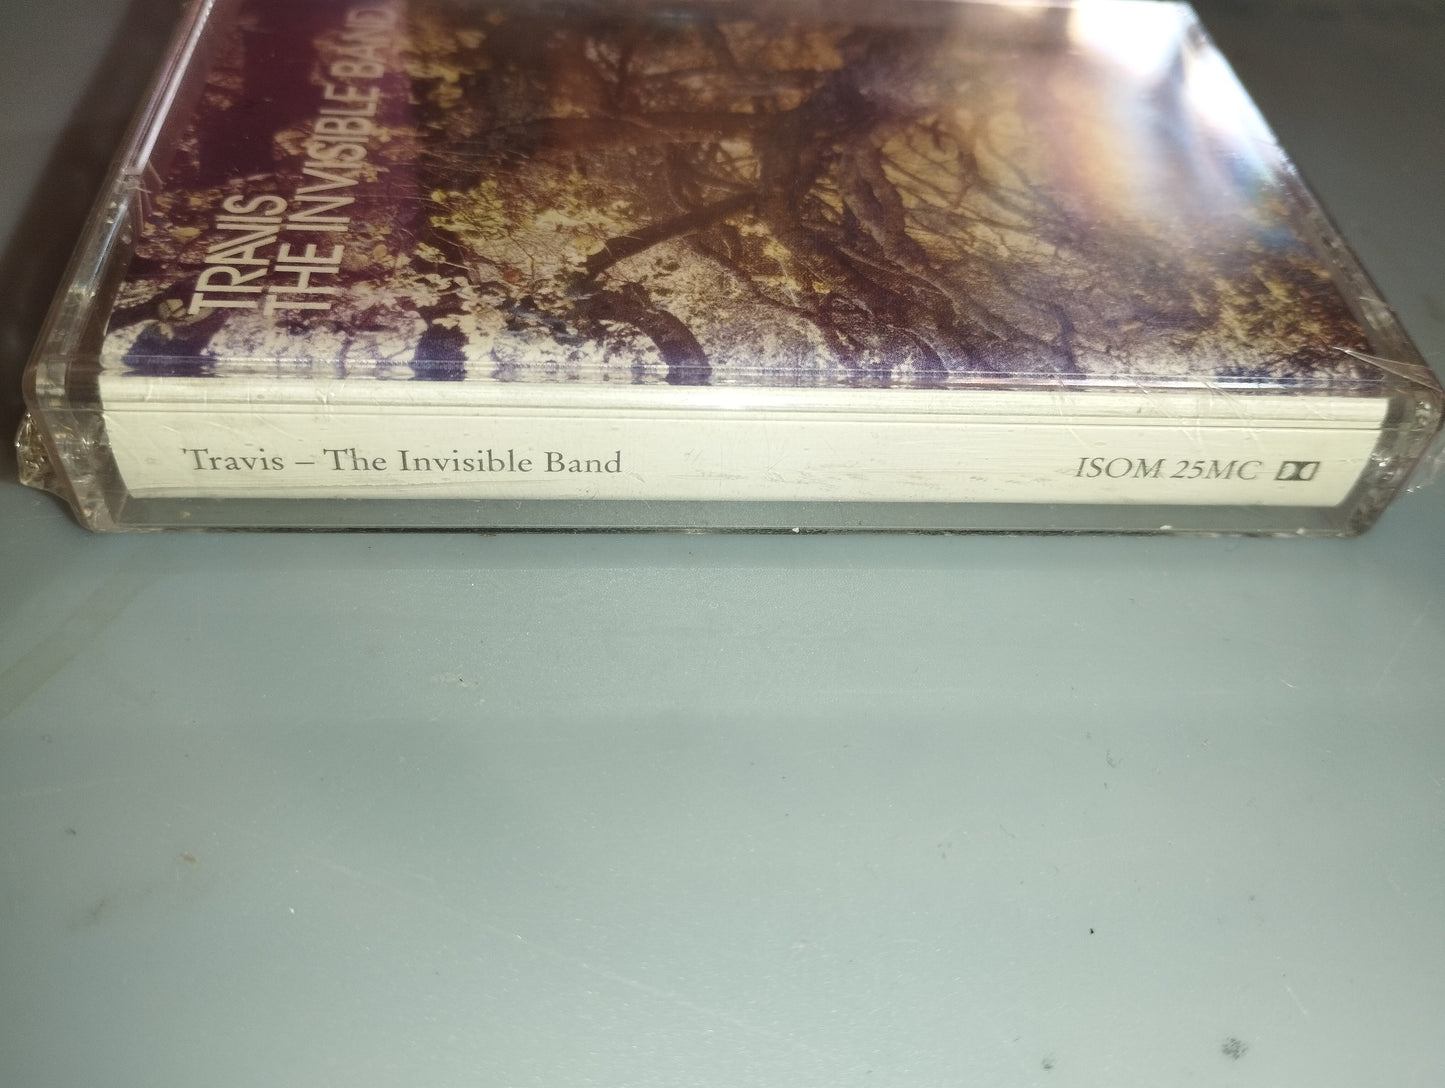 TRAVIS
THE INVISIBLE BAND
Travis – The Invisible Band
ISOM 25MC